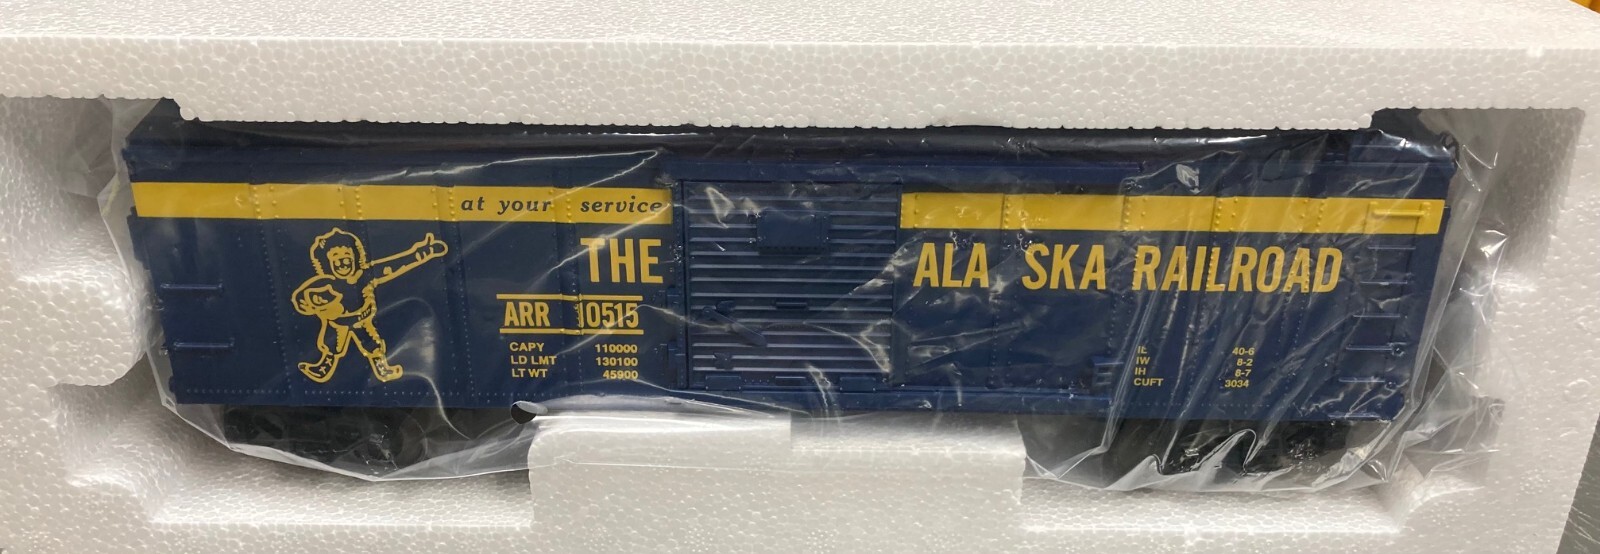 at your service
THE ALA SKA RAILROAD
ARR 10515
CAPY 110000
LD LMT 130100
LT WT 45900
IL 40-6
IW 8-2
IH 8-7
CUFT 3034